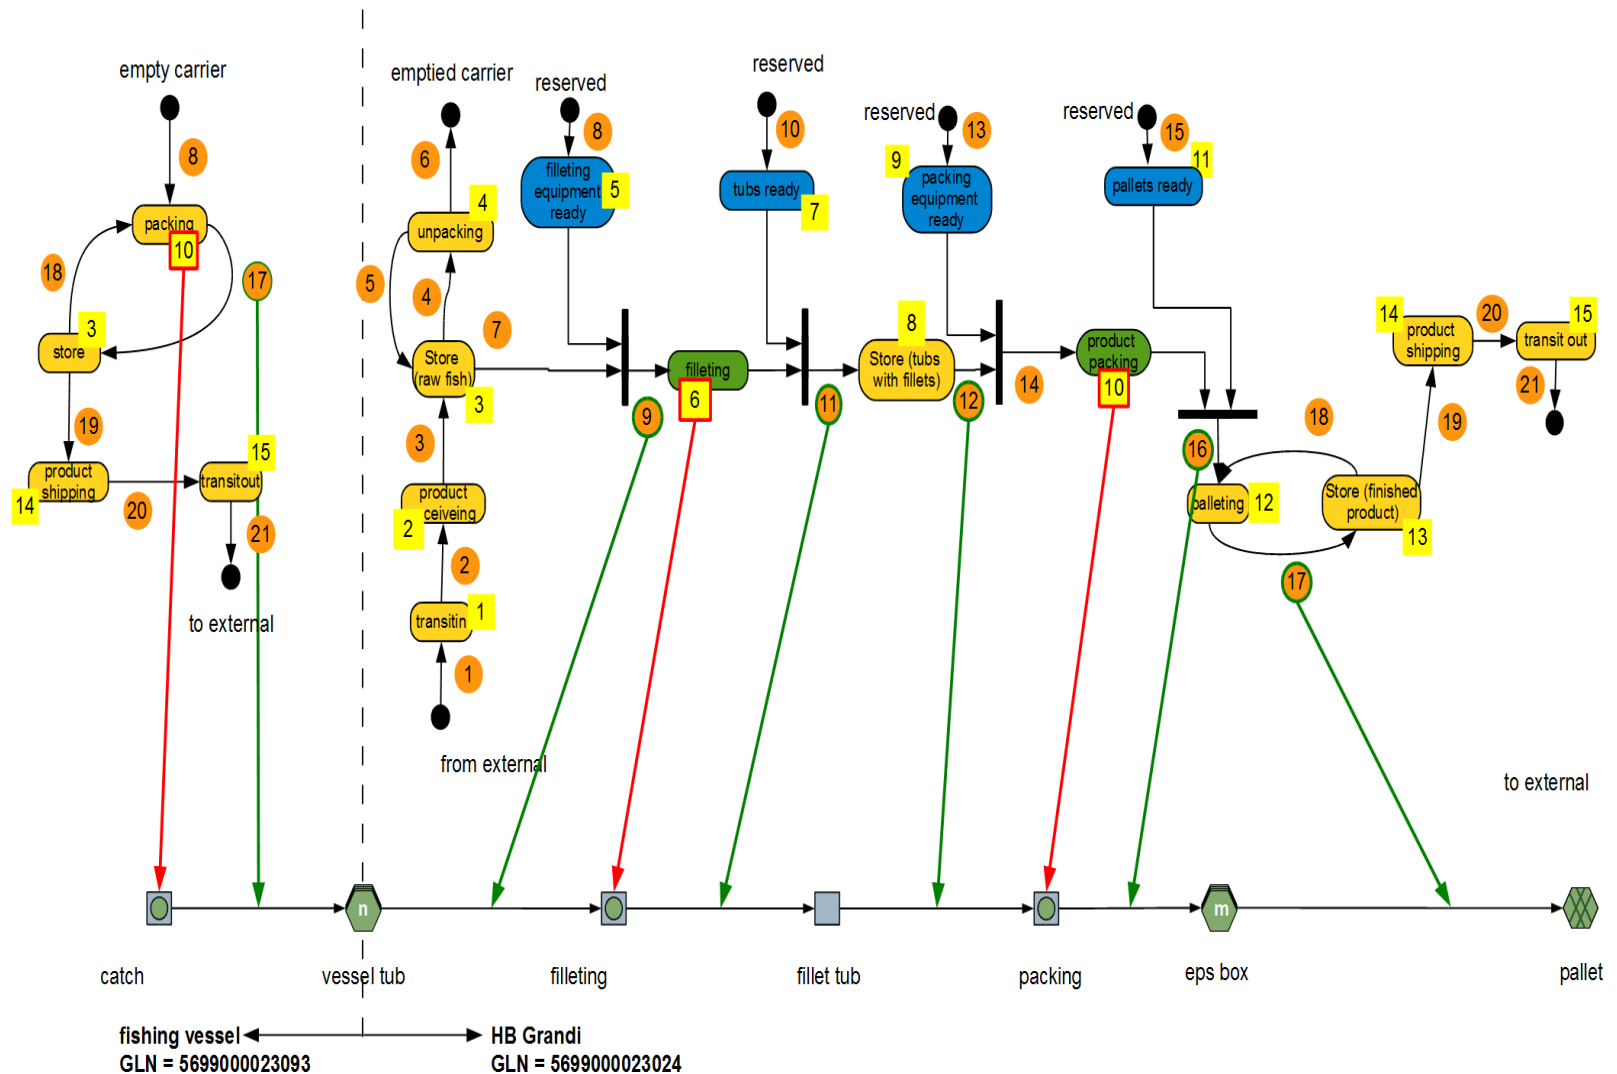 empty carrier
8
packing
10
17
18
3
store
19
15
product
shipping
14
transitout
20
21
to external
emptied carrier
6
4
unpacking
5
4
7
Store
(raw fish)
3
3
product
ceiveing
2
2
1
transitin
1
from external
reserved
8
filleting
equipment
ready
5
filleting
6
9
reserved
10
tubs ready
7
11
8
Store (tubs
with fillets)
12
reserved
13
9
packing
equipment
ready
14
product
packing
10
reserved
15
11
pallets ready
16
18
palleting
12
Store (finished
product)
13
17
19
14
product
shipping
20
15
transit out
21
to external
n
m
catch
vessel tub
filleting
fillet tub
packing
eps box
pallet
fishing vessel
GLN = 5699000023093
HB Grandi
GLN = 5699000023024